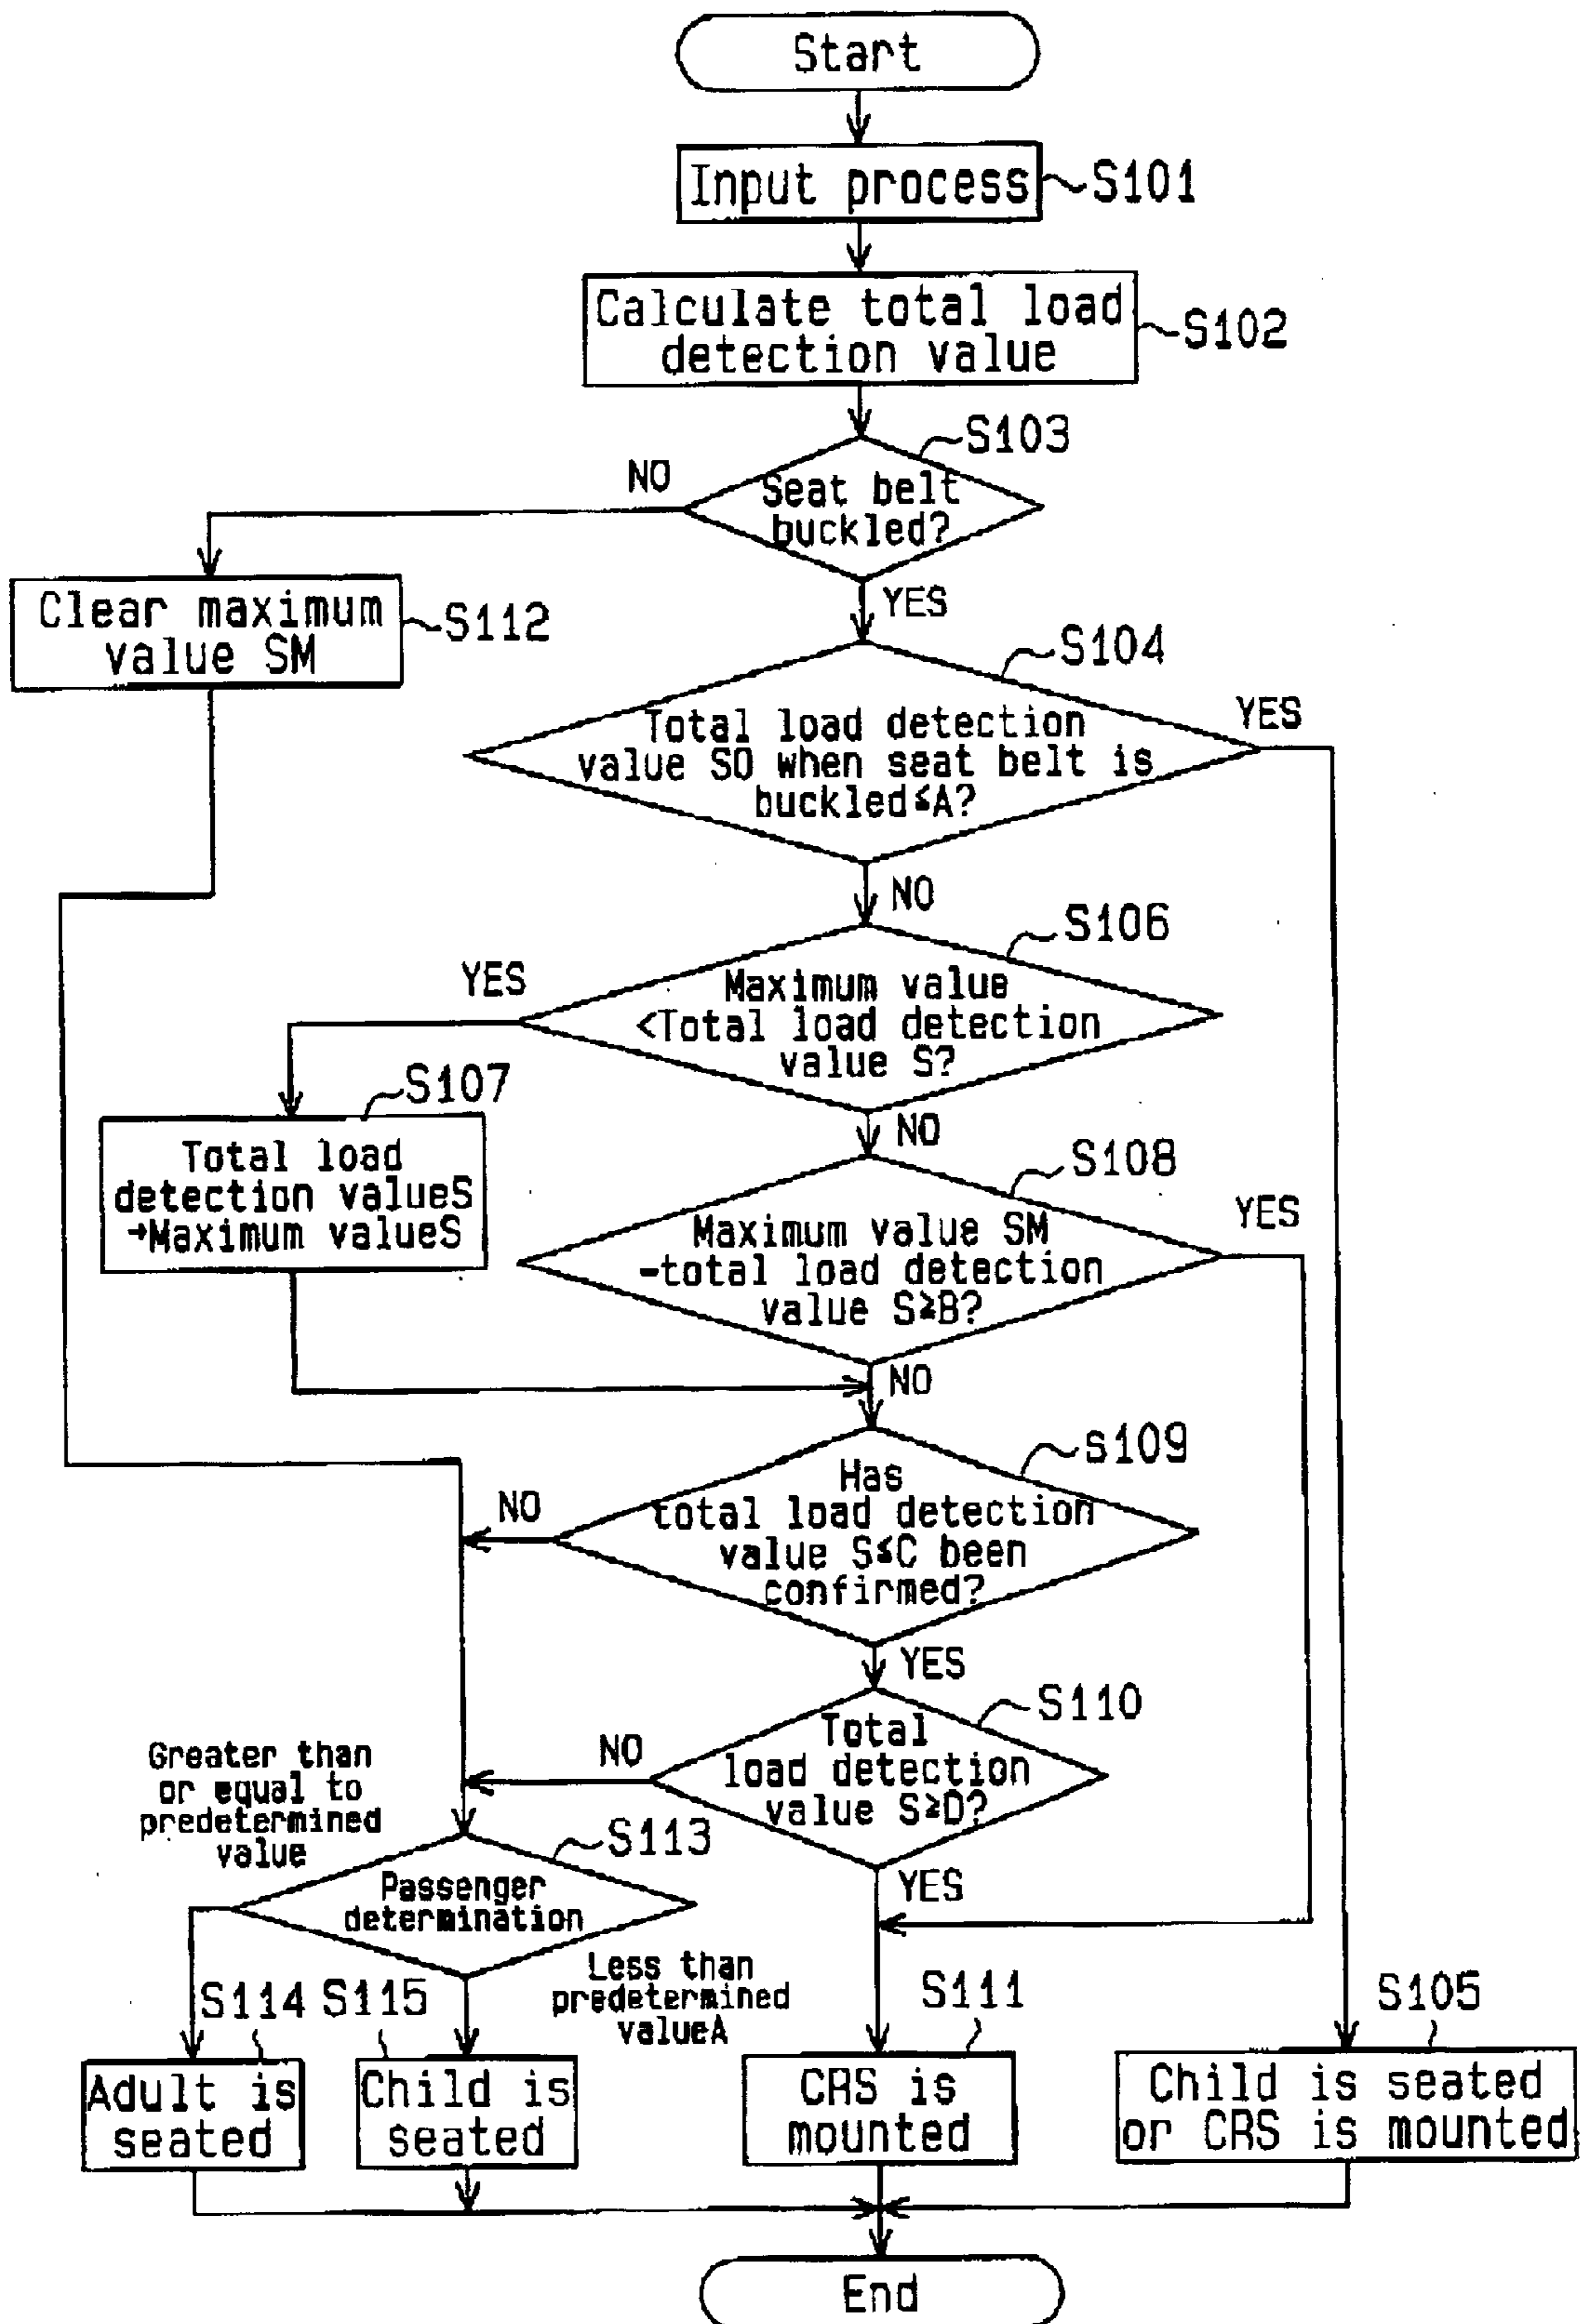 Start
Input process
S101
Calculate total load
detection value
S102
S103
NO
Seat belt
buckled?
YES
Clear maximum
value SM
S112
S104
YES
Total load detection
value S0 when seat belt is
buckled≤A?
NO
S106
YES
Maximum value
<Total load detection
value S?
S107
NO
Total load
detection valueS
→Maximum valueS
S108
YES
Maximum value SM
-total load detection
value S≥B?
NO
s109
Has
total load detection
value S≤C been
confirmed?
NO
YES
S110
Total
load detection
value S≥D?
NO
Greater than
or equal to
predetermined
value
S113
YES
Passenger
determination
Less than
predetermined
valueA
S114
S115
S111
S105
Adult is
seated
Child is
seated
CRS is
mounted
Child is seated
or CRS is mounted
End